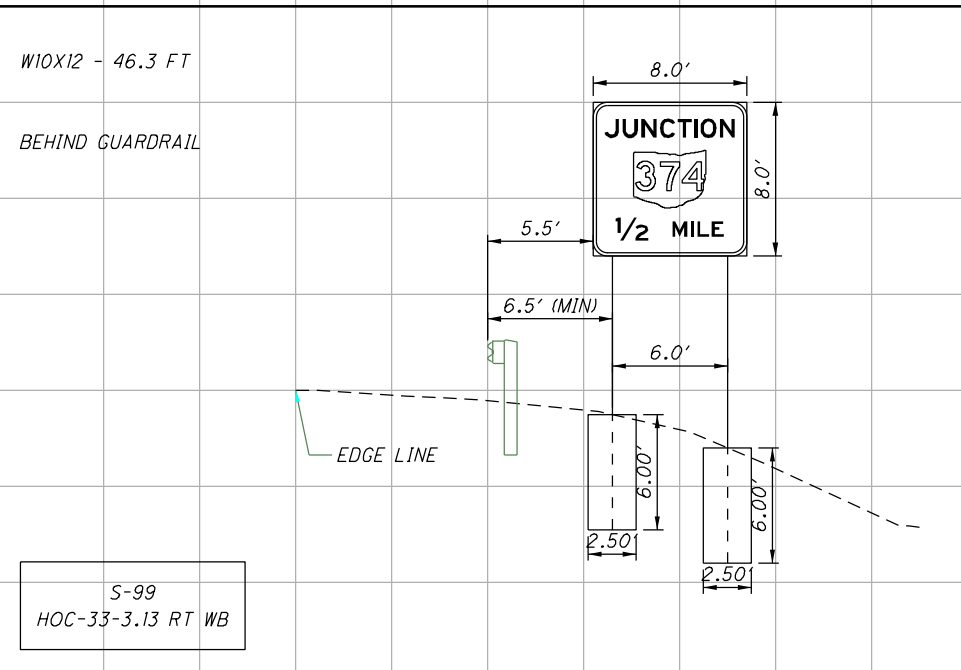 W10X12 - 46.3 FT
8.0'
BEHIND GUARDRAIL
JUNCTION
374
8.0'
1/2 MILE
5.5'
6.5' (MIN)
6.0'
EDGE LINE
6.00'
6.00'
2.50'
2.50'
S-99
HOC-33-3.13 RT WB